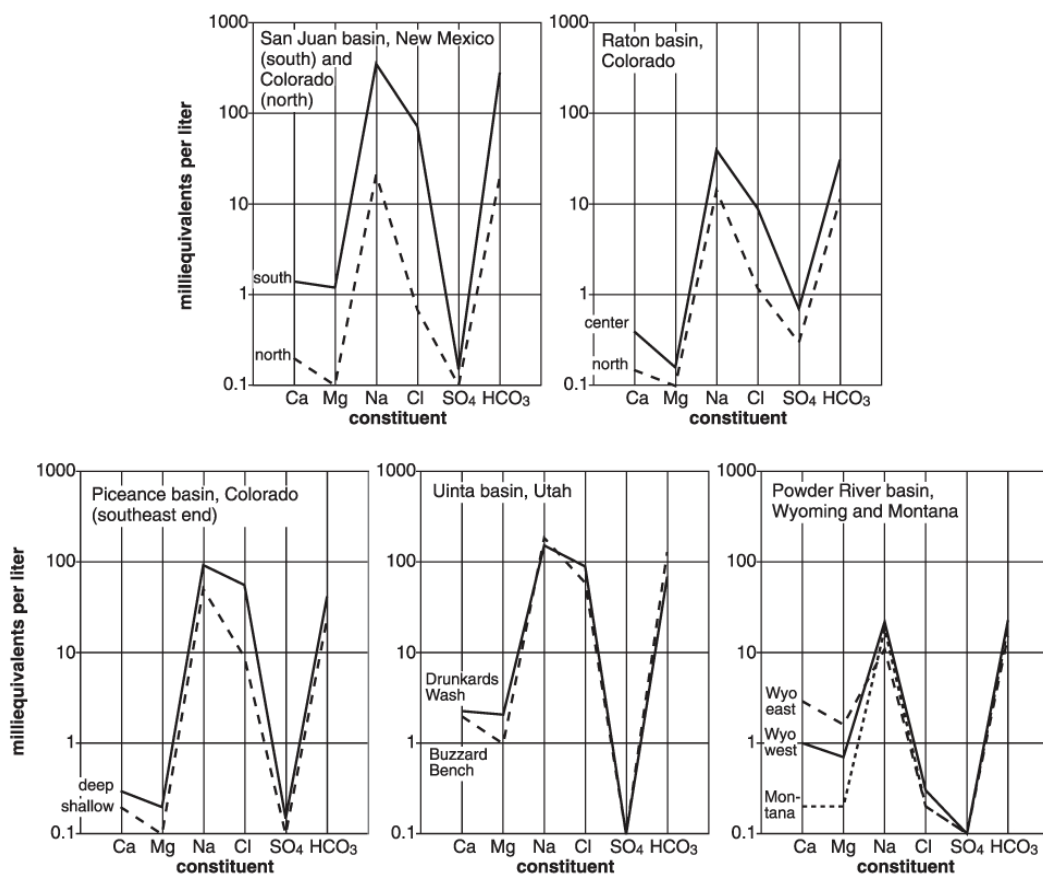 San Juan basin, New Mexico
(south) and
Colorado
(north)
milliequivalents per liter
1000
100
10
1
0.1
south
north
Ca Mg Na Cl SO₄ HCO₃
constituent
Raton basin,
Colorado
1000
100
10
1
0.1
center
north
Ca Mg Na Cl SO₄ HCO₃
constituent
Piceance basin, Colorado
(southeast end)
milliequivalents per liter
1000
100
10
1
0.1
deep
shallow
Ca Mg Na Cl SO₄ HCO₃
constituent
Uinta basin, Utah
1000
100
10
1
0.1
Drunkards
Wash
Buzzard
Bench
Ca Mg Na Cl SO₄ HCO₃
constituent
Powder River basin,
Wyoming and Montana
1000
100
10
1
0.1
Wyo
east
Wyo
west
Mon-
tana
Ca Mg Na Cl SO₄ HCO₃
constituent